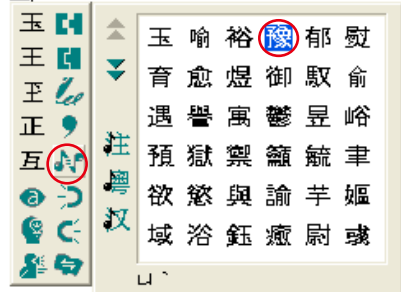 玉
王
正
互
a
注
粵
汉
玉 喻 裕 豫 郁 熨
育 愈 煜 御 馭 俞
遇 譽 寓 鬱 昱 峪
預 獄 禦 籲 毓 聿
欲 慾 與 諭 芋 嫗
域 浴 鈺 癒 尉 彧
ㄩˋ